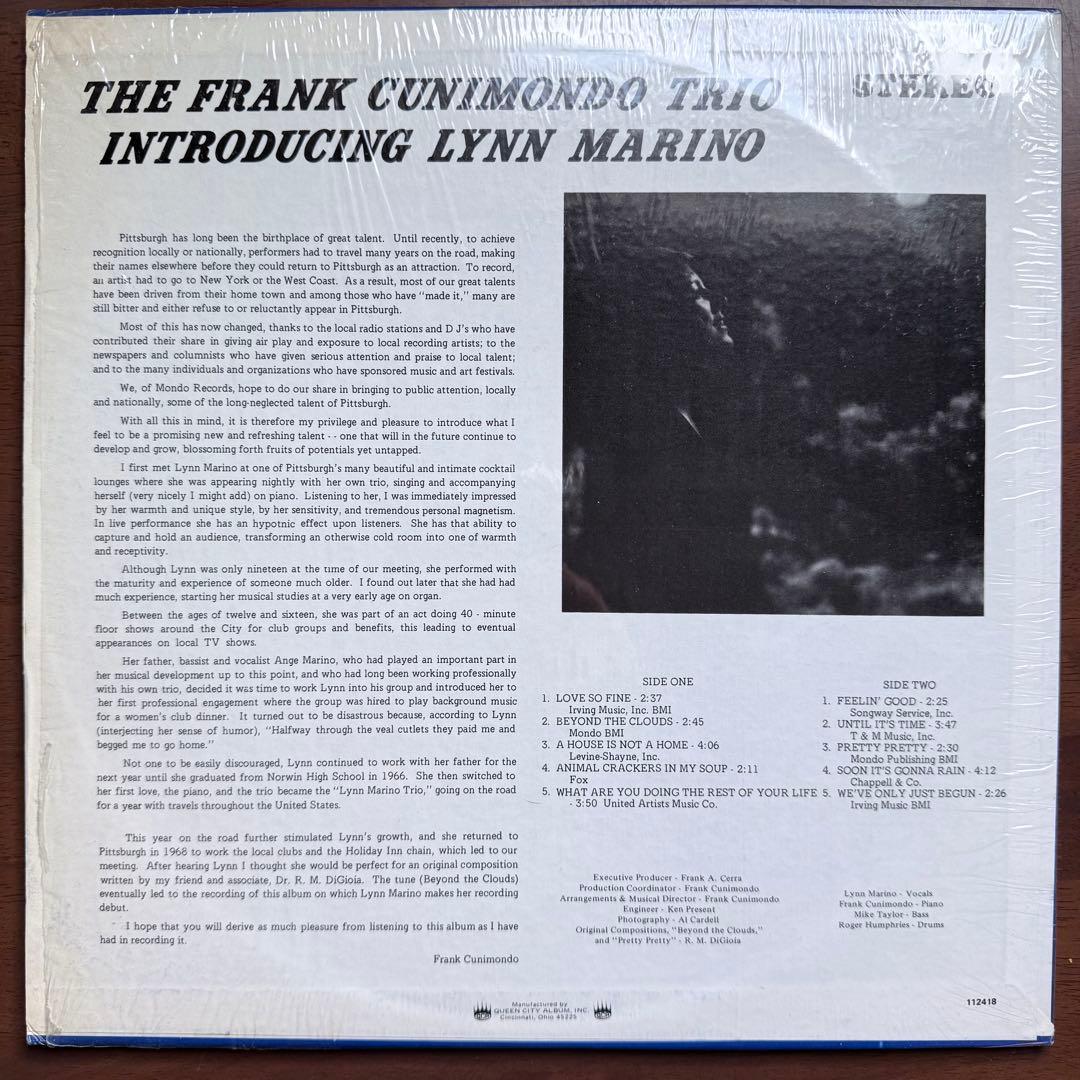 THE FRANK CUNIMONDO TRIO
STEREO
INTRODUCING LYNN MARINO
Pittsburgh has long been the birthplace of great talent. Until recently, to achieve
recognition locally or nationally, performers had to travel many years on the road, making
their names elsewhere before they could return to Pittsburgh as an attraction. To record,
an artist had to go to New York or the West Coast. As a result, most of our great talents
have been driven from their home town and among those who have "made it," many are
still bitter and either refuse to or reluctantly appear in Pittsburgh.
Most of this has now changed, thanks to the local radio stations and D J's who have
contributed their share in giving air play and exposure to local recording artists; to the
newspapers and columnists who have given serious attention and praise to local talent;
and to the many individuals and organizations who have sponsored music and art festivals.
We, of Mondo Records, hope to do our share in bringing to public attention, locally
and nationally, some of the long-neglected talent of Pittsburgh.
With all this in mind, it is therefore my privilege and pleasure to introduce what I
feel to be a promising new and refreshing talent - - one that will in the future continue to
develop and grow, blossoming forth fruits of potentials yet untapped.
I first met Lynn Marino at one of Pittsburgh's many beautiful and intimate cocktail
lounges where she was appearing nightly with her own trio, singing and accompanying
herself (very nicely I might add) on piano. Listening to her, I was immediately impressed
by her warmth and unique style, by her sensitivity, and tremendous personal magnetism.
In live performance she has an hypnotic effect upon listeners. She has that ability to
capture and hold an audience, transforming an otherwise cold room into one of warmth
and receptivity.
Although Lynn was only nineteen at the time of our meeting, she performed with
the maturity and experience of someone much older. I found out later that she had had
much experience, starting her musical studies at a very early age on organ.
Between the ages of twelve and sixteen, she was part of an act doing 40 - minute
floor shows around the City for club groups and benefits, this leading to eventual
appearances on local TV shows.
Her father, bassist and vocalist Ange Marino, who had played an important part in
her musical development up to this point, and who had long been working professionally
with his own trio, decided it was time to work Lynn into his group and introduced her to
her first professional engagement where the group was hired to play background music
for a women's club dinner. It turned out to be disastrous because, according to Lynn
(interjecting her sense of humor), "Halfway through the veal cutlets they paid me and
begged me to go home."
Not one to be easily discouraged, Lynn continued to work with her father for the
next year until she graduated from Norwin High School in 1966. She then switched to
her first love, the piano, and the trio became the "Lynn Marino Trio," going on the road
for a year with travels throughout the United States.
This year on the road further stimulated Lynn's growth, and she returned to
Pittsburgh in 1968 to work the local clubs and the Holiday Inn chain, which led to our
meeting. After hearing Lynn I thought she would be perfect for an original composition
written by my friend and associate, Dr. R. M. DiGioia. The tune (Beyond the Clouds)
eventually led to the recording of this album on which Lynn Marino makes her recording
debut.
I hope that you will derive as much pleasure from listening to this album as I have
had in recording it.
Frank Cunimondo
SIDE ONE
1. LOVE SO FINE - 2:37
Irving Music, Inc. BMI
2. BEYOND THE CLOUDS - 2:45
Mondo BMI
3. A HOUSE IS NOT A HOME - 4:06
Levine-Shayne, Inc.
4. ANIMAL CRACKERS IN MY SOUP - 2:11
Fox
5. WHAT ARE YOU DOING THE REST OF YOUR LIFE
- 3:50 United Artists Music Co.
SIDE TWO
1. FEELIN' GOOD - 2:25
Songway Service, Inc.
2. UNTIL IT'S TIME - 3:47
T & M Music, Inc.
3. PRETTY PRETTY - 2:30
Mondo Publishing BMI
4. SOON IT'S GONNA RAIN - 4:12
Chappell & Co.
5. WE'VE ONLY JUST BEGUN - 2:26
Irving Music BMI
Executive Producer - Frank A. Cerra
Production Coordinator - Frank Cunimondo
Arrangements & Musical Director - Frank Cunimondo
Engineer - Ken Present
Photography - Al Cardell
Original Compositions, "Beyond the Clouds,"
and "Pretty Pretty" - R. M. DiGioia
Lynn Marino - Vocals
Frank Cunimondo - Piano
Mike Taylor - Bass
Roger Humphries - Drums
Manufactured by
QUEEN CITY ALBUM, INC.
Cincinnati, Ohio 45225
112418